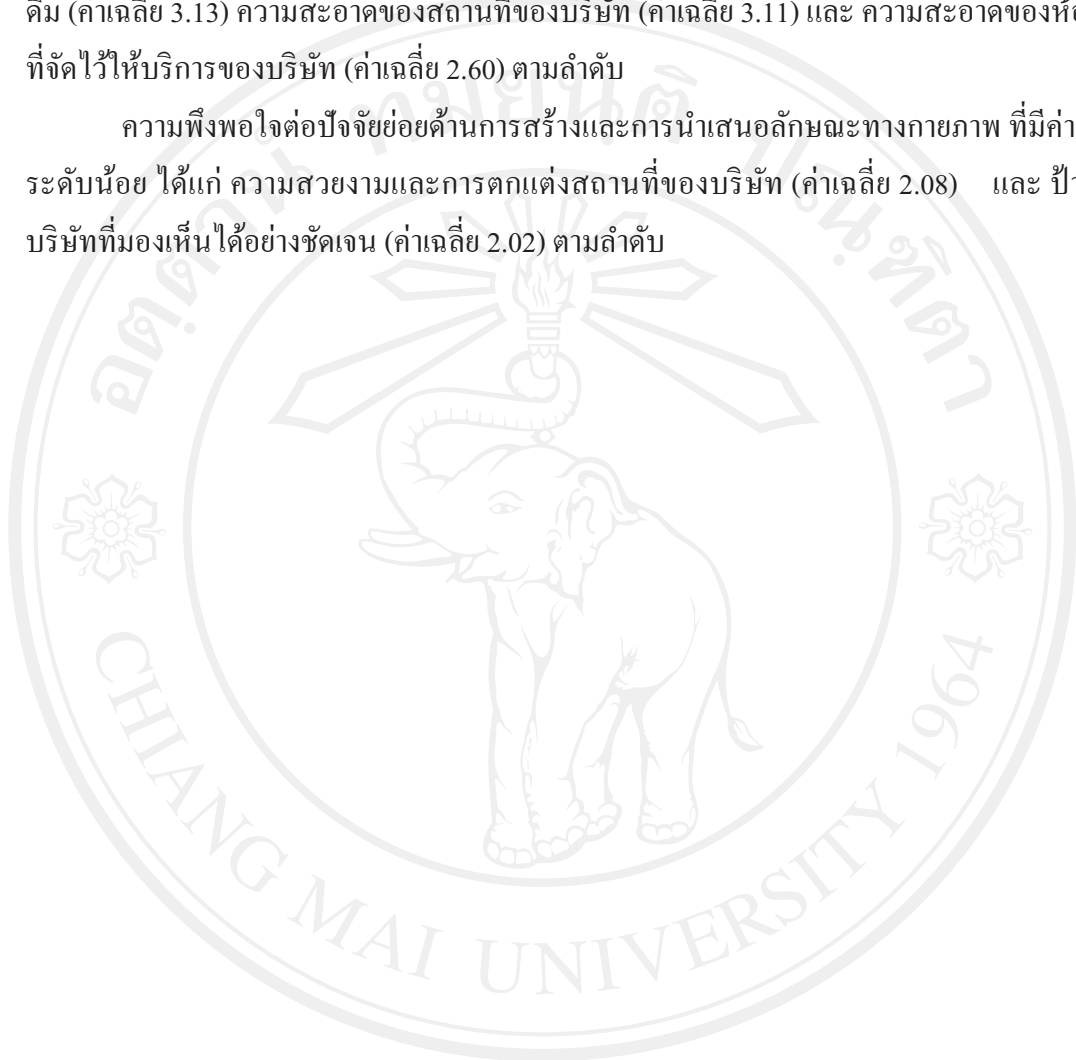 ดื่ม (ค่าเฉลี่ย 3.13) ความสะอาดของสถานที่ของบริษัท (ค่าเฉลี่ย 3.11) และ ความสะอาดของ
ที่จัดไว้ให้บริการของบริษัท (ค่าเฉลี่ย 2.60) ตามลำดับ
ความพึงพอใจต่อปัจจัยย่อยด้านการสร้างและการนำเสนอลักษณะทางกายภาพ ที่มีค่า
ระดับน้อย ได้แก่ ความสวยงามและการตกแต่งสถานที่ของบริษัท (ค่าเฉลี่ย 2.08) และ
บริษัทที่มองเห็นได้อย่างชัดเจน (ค่าเฉลี่ย 2.02) ตามลำดับ
อตฺตานํ ทมยนฺติ ปณฺฑิตา
CHIANG MAI UNIVERSITY 1964